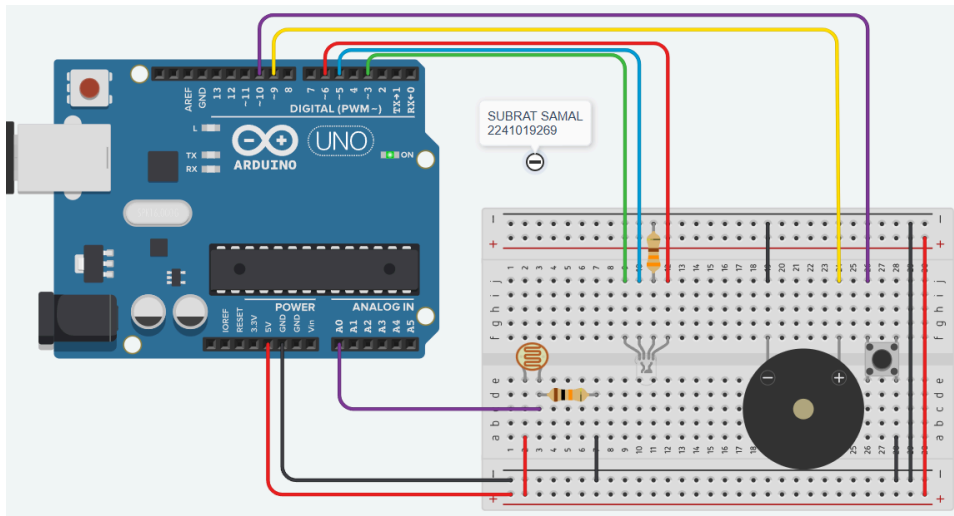 AREF
GND
13
12
~11
~10
~9
8
7
~6
~5
4
~3
2
TX→1
RX←0
DIGITAL (PWM~)
L
TX
RX
ARDUINO
UNO
ON
POWER
ANALOG IN
IOREF
RESET
3.3V
5V
GND
GND
Vin
A0
A1
A2
A3
A4
A5
SUBRAT SAMAL
2241019269